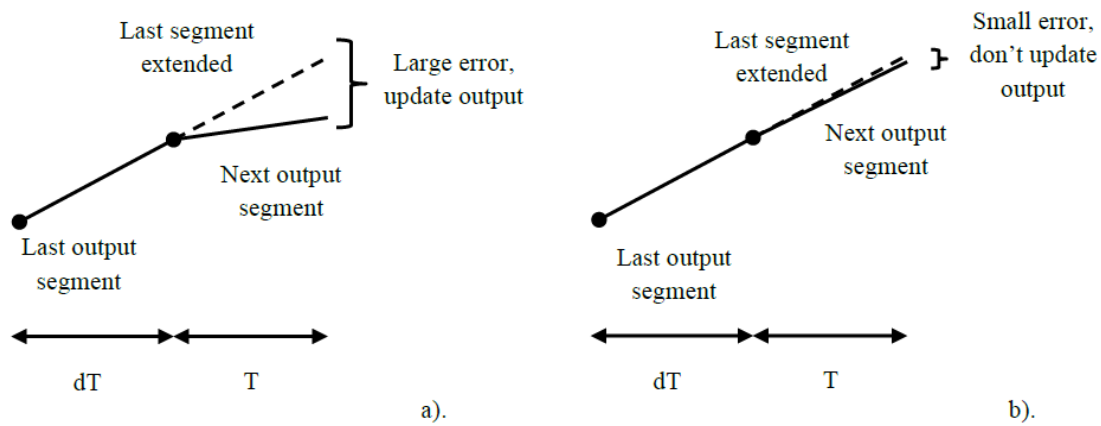 Last segment
extended
Large error,
update output
Next output
segment
Last output
segment
dT
T
a).
Last segment
extended
Small error,
don’t update
output
Next output
segment
Last output
segment
dT
T
b).